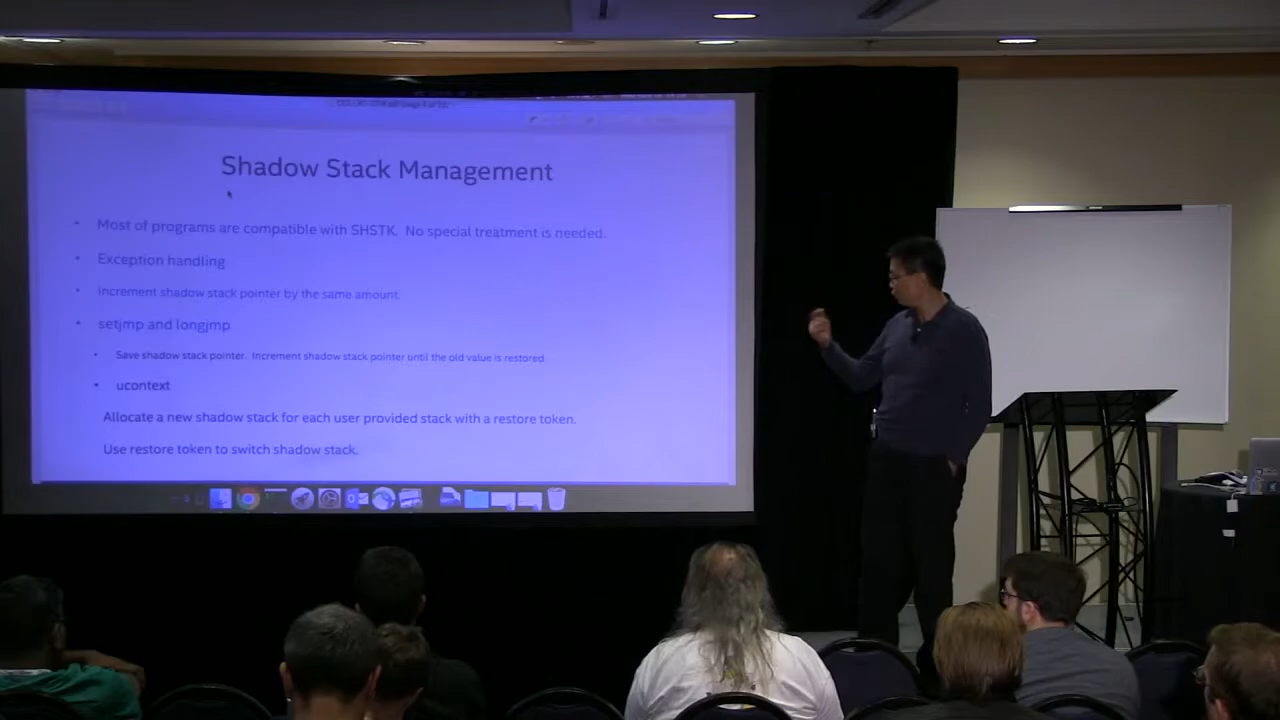 Shadow Stack Management
• Most of programs are compatible with SHSTK. No special treatment is needed.
• Exception handling
• Increment shadow stack pointer by the same amount.
• setjmp and longjmp
• Save shadow stack pointer. Increment shadow stack pointer until the old value is restored.
• ucontext
Allocate a new shadow stack for each user provided stack with a restore token.
Use restore token to switch shadow stack.